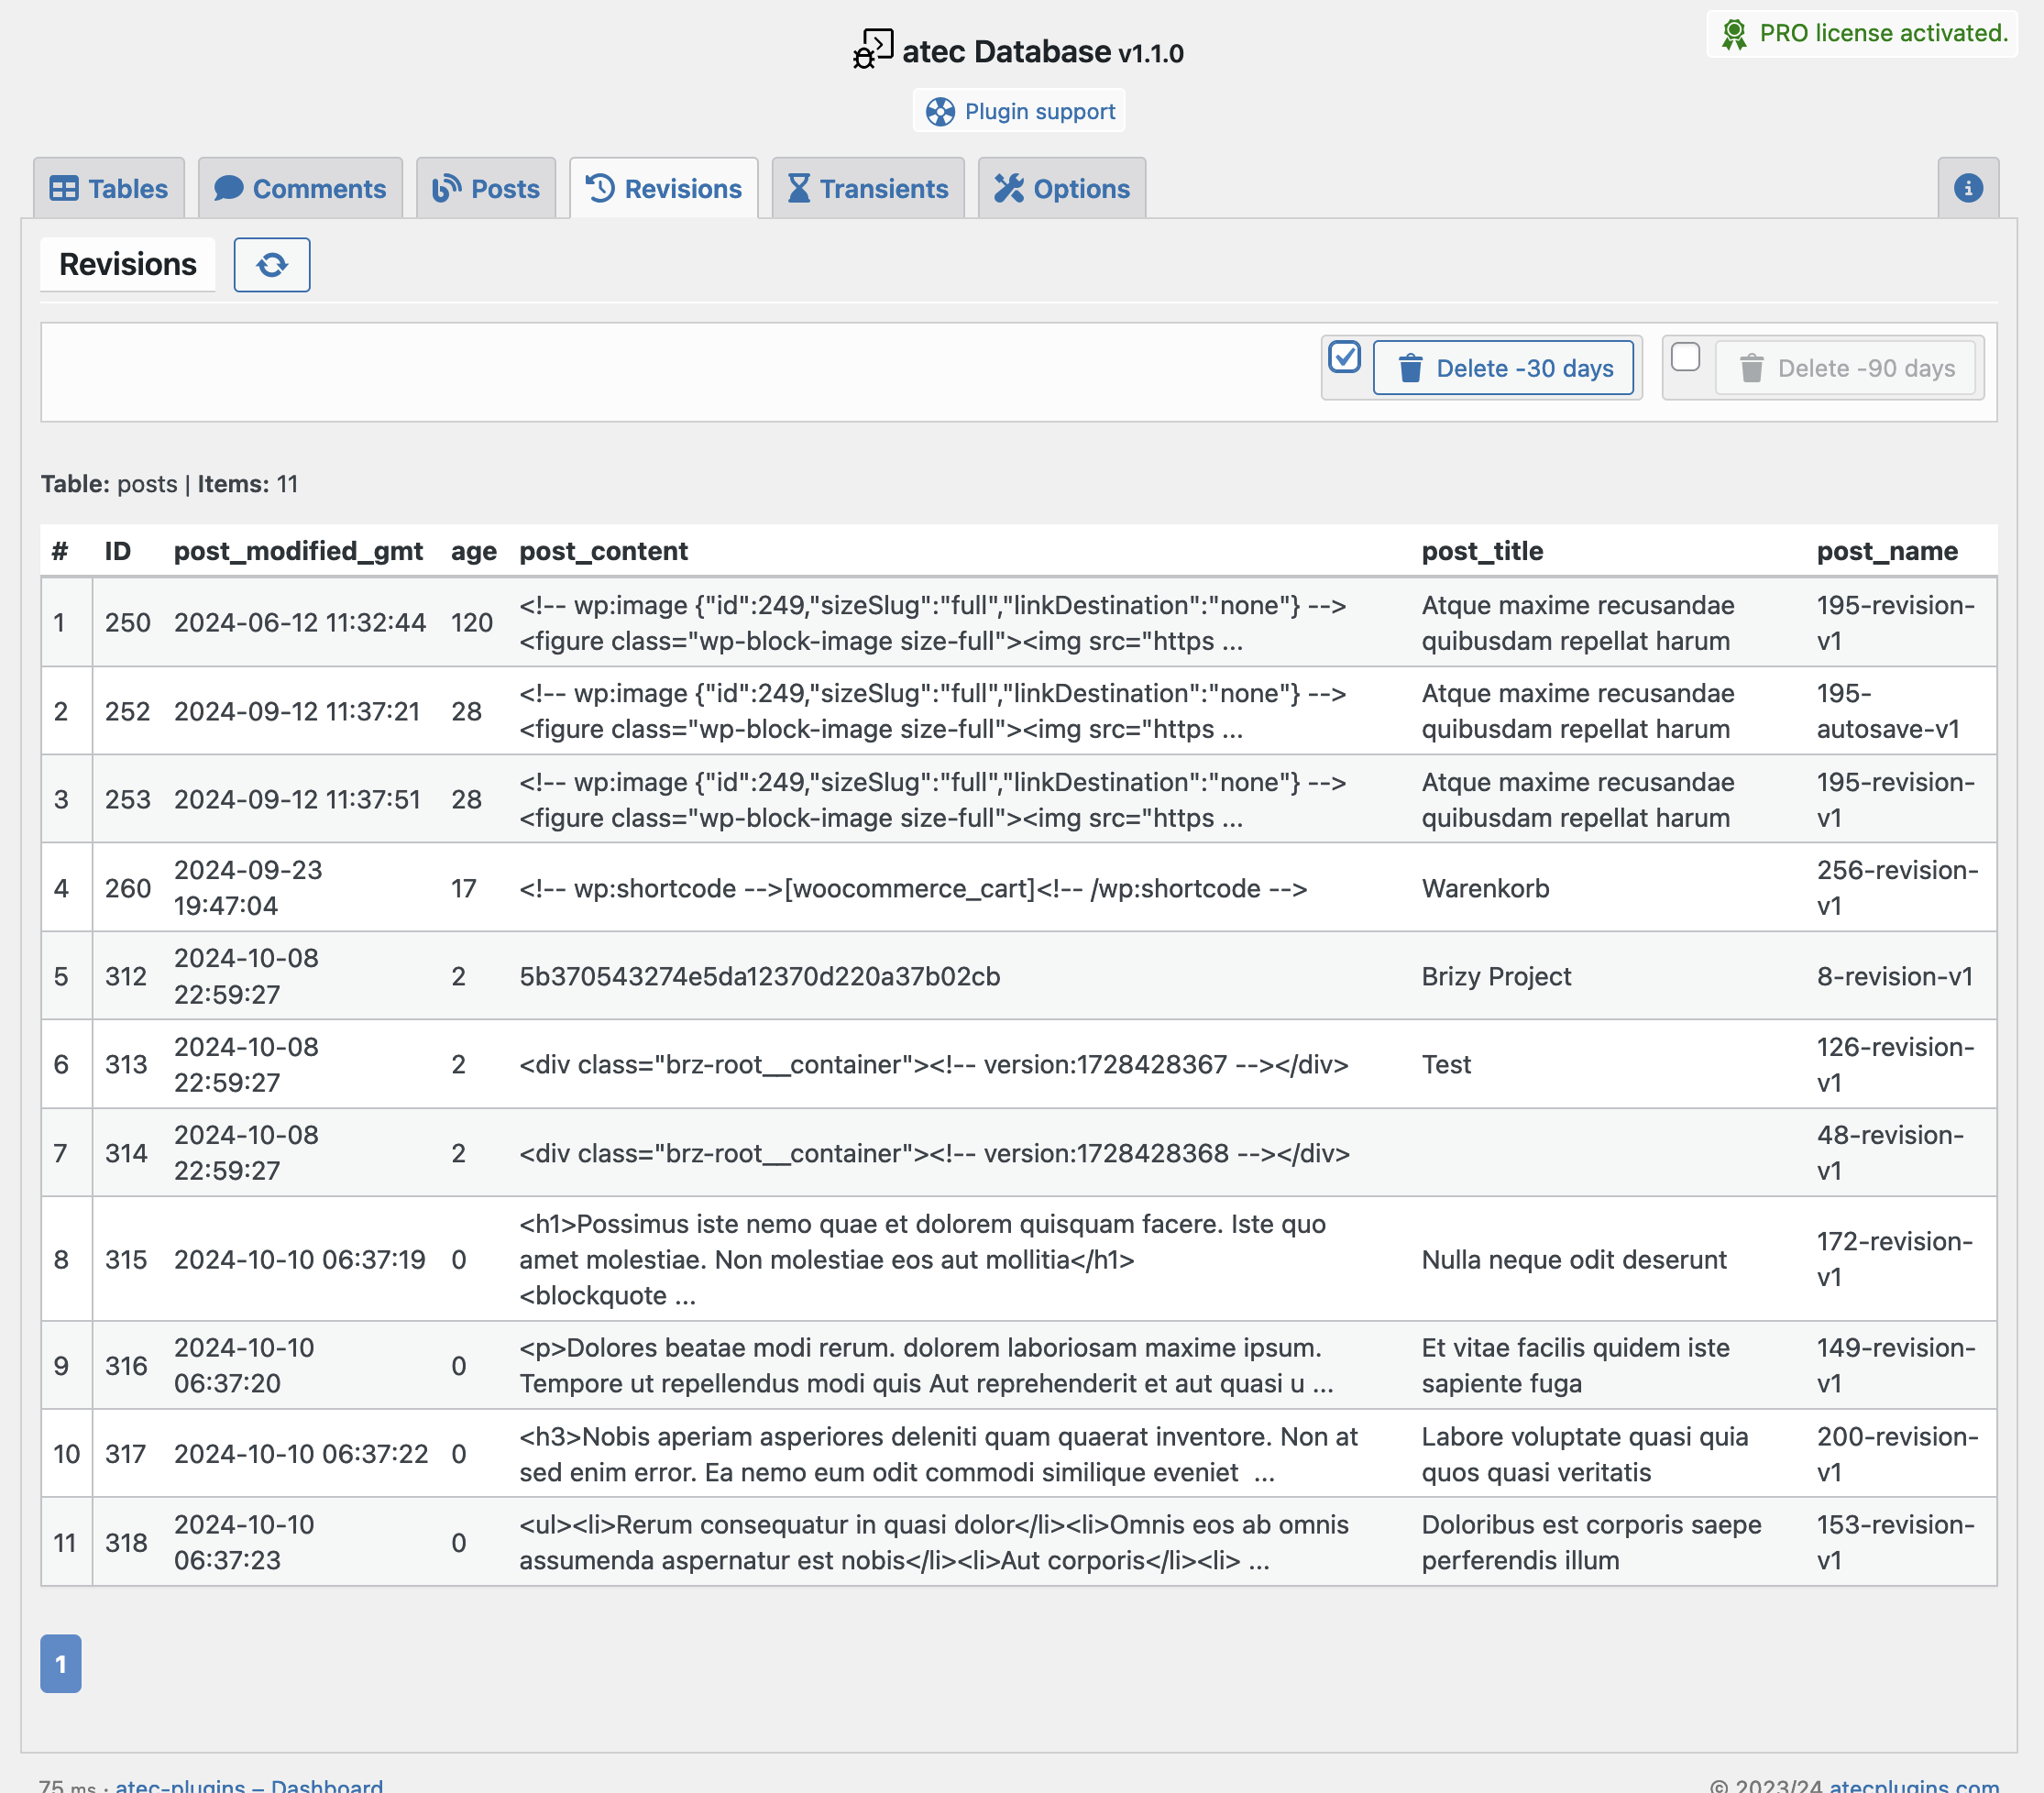 atec Database v1.1.0
PRO license activated.
Plugin support
Tables
Comments
Posts
Revisions
Transients
Options
Revisions
Delete -30 days
Delete -90 days
Table: posts | Items: 11
# ID post_modified_gmt age post_content post_title post_name
1 250 2024-06-12 11:32:44 120 <!-- wp:image {"id":249,"sizeSlug":"full","linkDestination":"none"} --> Atque maxime recusandae 195-revision-
<figure class="wp-block-image size-full"><img src="https ... quibusdam repellat harum v1
2 252 2024-09-12 11:37:21 28 <!-- wp:image {"id":249,"sizeSlug":"full","linkDestination":"none"} --> Atque maxime recusandae 195-
<figure class="wp-block-image size-full"><img src="https ... quibusdam repellat harum autosave-v1
3 253 2024-09-12 11:37:51 28 <!-- wp:image {"id":249,"sizeSlug":"full","linkDestination":"none"} --> Atque maxime recusandae 195-revision-
<figure class="wp-block-image size-full"><img src="https ... quibusdam repellat harum v1
4 260 2024-09-23 17 <!-- wp:shortcode -->[woocommerce_cart]<!-- /wp:shortcode --> Warenkorb 256-revision-
19:47:04 v1
5 312 2024-10-08 2 5b370543274e5da12370d220a37b02cb Brizy Project 8-revision-v1
22:59:27
6 313 2024-10-08 2 <div class="brz-root__container"><!-- version:1728428367 --></div> Test 126-revision-
22:59:27 v1
7 314 2024-10-08 2 <div class="brz-root__container"><!-- version:1728428368 --></div> 48-revision-
22:59:27 v1
8 315 2024-10-10 06:37:19 0 <h1>Possimus iste nemo quae et dolorem quisquam facere. Iste quo Nulla neque odit deserunt 172-revision-
amet molestiae. Non molestiae eos aut mollitia</h1> v1
<blockquote ...
9 316 2024-10-10 0 <p>Dolores beatae modi rerum. dolorem laboriosam maxime ipsum. Et vitae facilis quidem iste 149-revision-
06:37:20 Tempore ut repellendus modi quis Aut reprehenderit et aut quasi u ... sapiente fuga v1
10 317 2024-10-10 06:37:22 0 <h3>Nobis aperiam asperiores deleniti quam quaerat inventore. Non at Labore voluptate quasi quia 200-revision-
sed enim error. Ea nemo eum odit commodi similique eveniet ... quos quasi veritatis v1
11 318 2024-10-10 0 <ul><li>Rerum consequatur in quasi dolor</li><li>Omnis eos ab omnis Doloribus est corporis saepe 153-revision-
06:37:23 assumenda aspernatur est nobis</li><li>Aut corporis</li><li> ... perferendis illum v1
1
75 ms · atec-plugins – Dashboard
© 2023/24 atecplugins.com